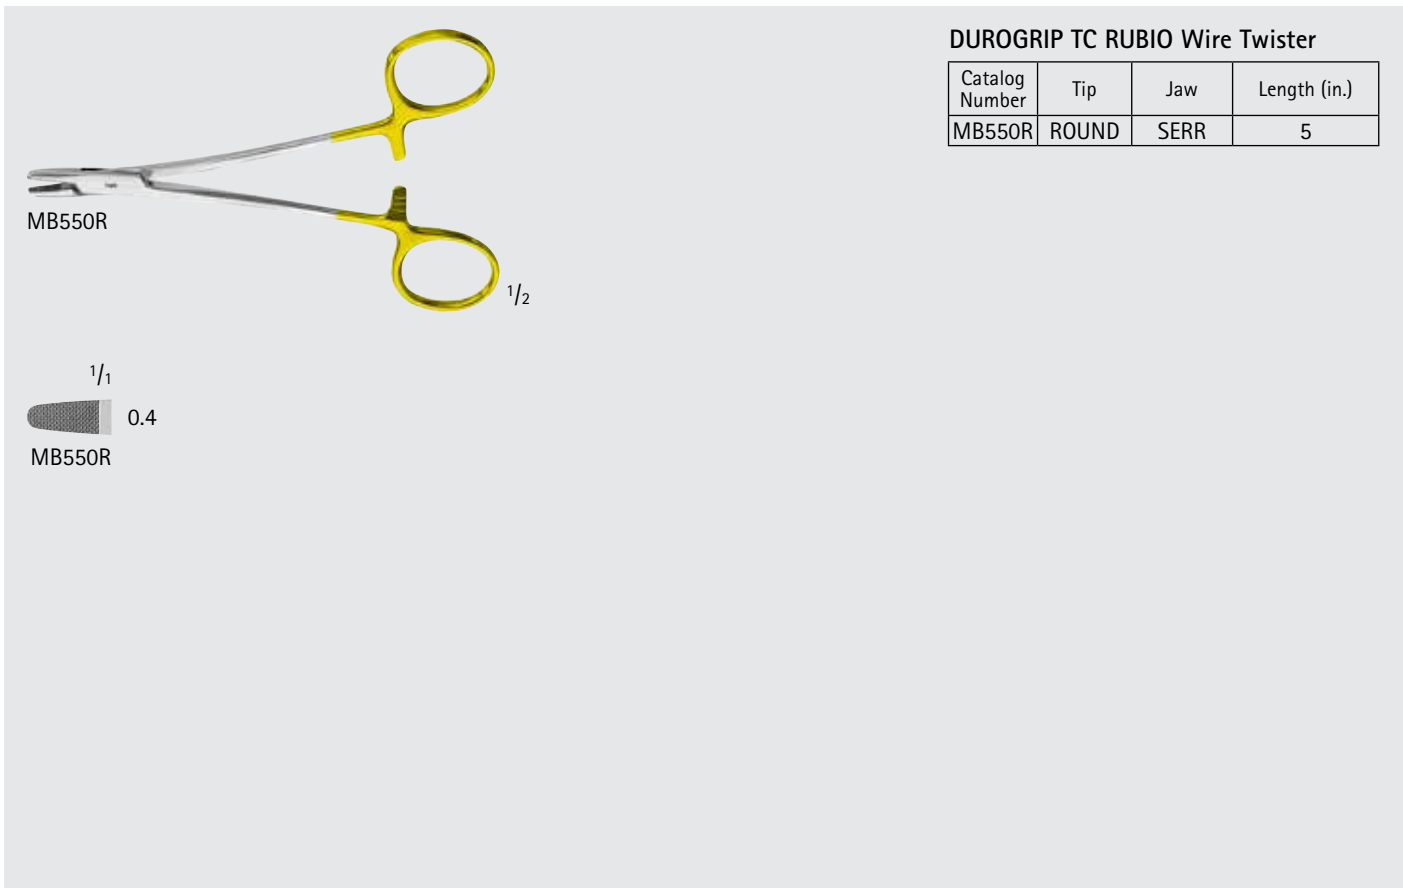 DUROGRIP TC RUBIO Wire Twister
Catalog Number Tip Jaw Length (in.)
MB550R ROUND SERR 5
MB550R
1/2
1/1
0.4
MB550R